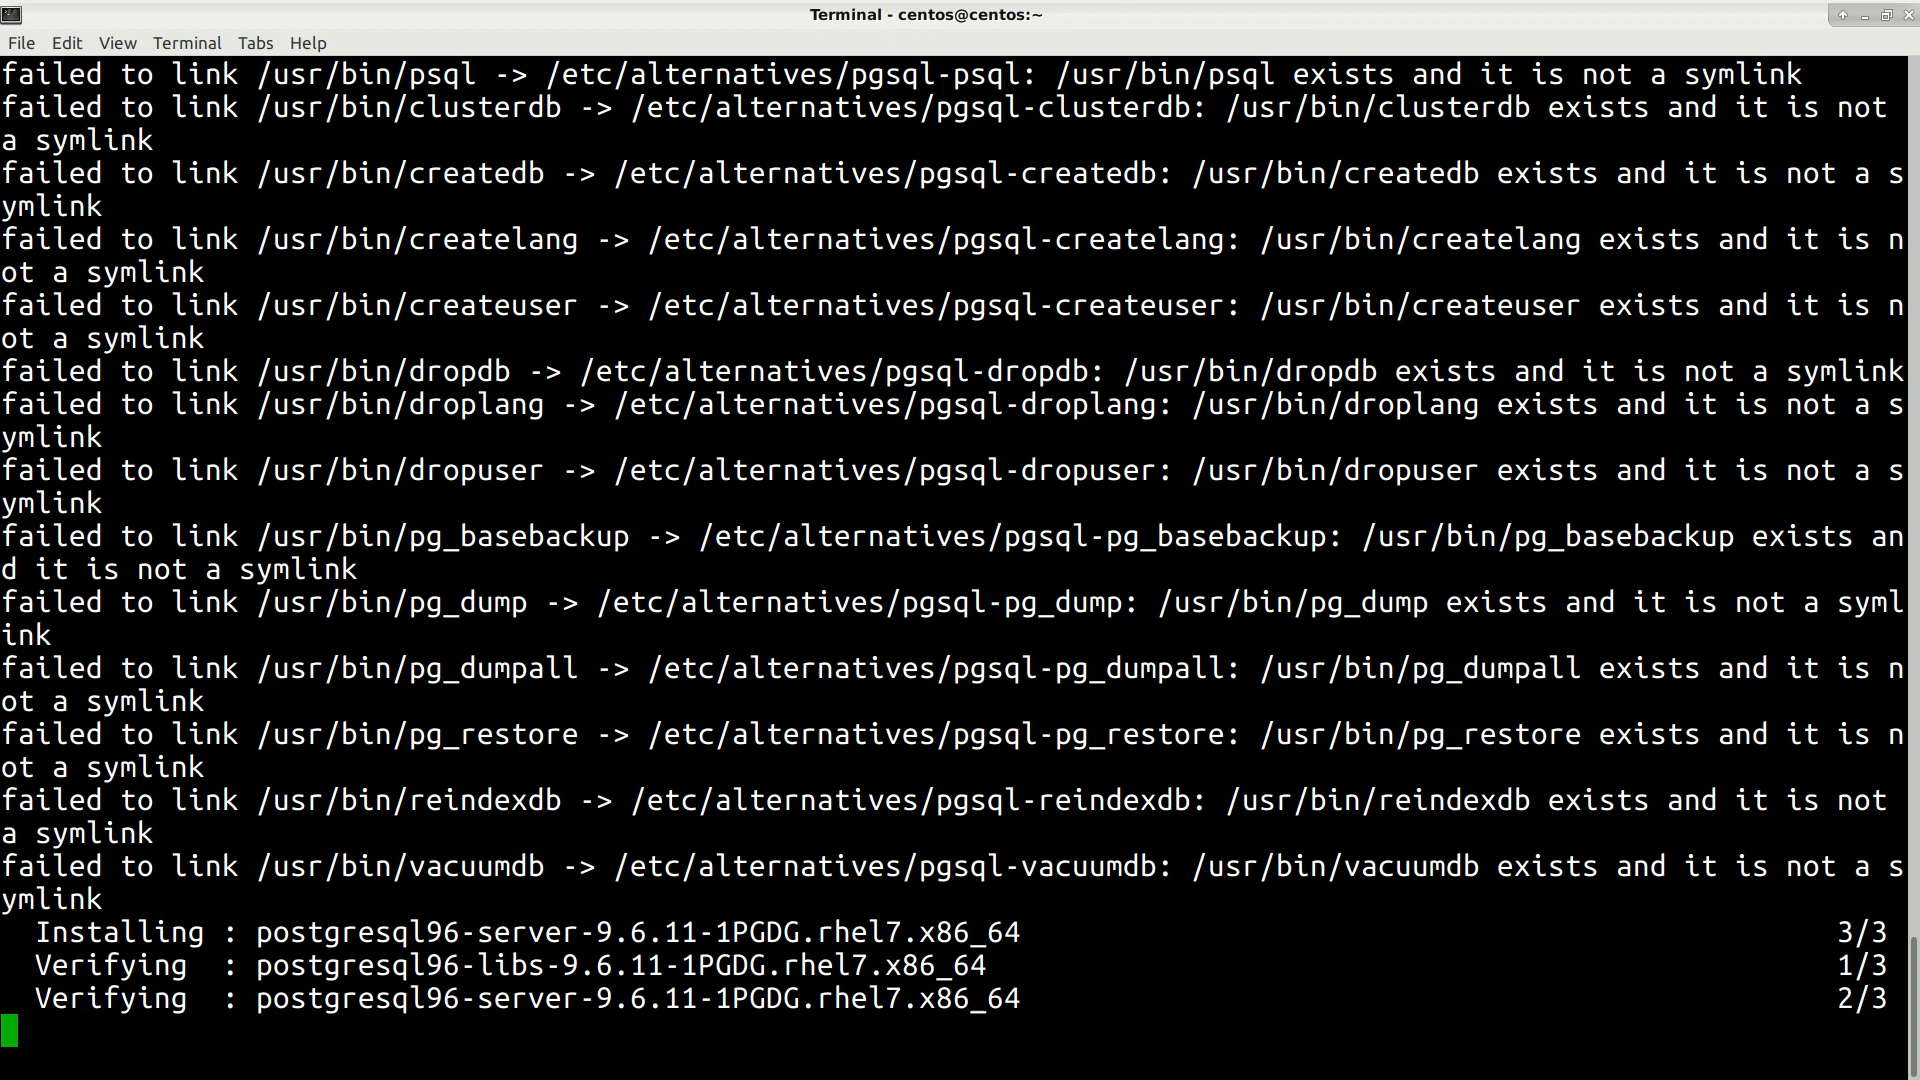 Terminal - centos@centos:~
File Edit View Terminal Tabs Help
failed to link /usr/bin/psql -> /etc/alternatives/pgsql-psql: /usr/bin/psql exists and it is not a symlink
failed to link /usr/bin/clusterdb -> /etc/alternatives/pgsql-clusterdb: /usr/bin/clusterdb exists and it is not
a symlink
failed to link /usr/bin/createdb -> /etc/alternatives/pgsql-createdb: /usr/bin/createdb exists and it is not a s
ymlink
failed to link /usr/bin/createlang -> /etc/alternatives/pgsql-createlang: /usr/bin/createlang exists and it is n
ot a symlink
failed to link /usr/bin/createuser -> /etc/alternatives/pgsql-createuser: /usr/bin/createuser exists and it is n
ot a symlink
failed to link /usr/bin/dropdb -> /etc/alternatives/pgsql-dropdb: /usr/bin/dropdb exists and it is not a symlink
failed to link /usr/bin/droplang -> /etc/alternatives/pgsql-droplang: /usr/bin/droplang exists and it is not a s
ymlink
failed to link /usr/bin/dropuser -> /etc/alternatives/pgsql-dropuser: /usr/bin/dropuser exists and it is not a s
ymlink
failed to link /usr/bin/pg_basebackup -> /etc/alternatives/pgsql-pg_basebackup: /usr/bin/pg_basebackup exists an
d it is not a symlink
failed to link /usr/bin/pg_dump -> /etc/alternatives/pgsql-pg_dump: /usr/bin/pg_dump exists and it is not a syml
ink
failed to link /usr/bin/pg_dumpall -> /etc/alternatives/pgsql-pg_dumpall: /usr/bin/pg_dumpall exists and it is n
ot a symlink
failed to link /usr/bin/pg_restore -> /etc/alternatives/pgsql-pg_restore: /usr/bin/pg_restore exists and it is n
ot a symlink
failed to link /usr/bin/reindexdb -> /etc/alternatives/pgsql-reindexdb: /usr/bin/reindexdb exists and it is not
a symlink
failed to link /usr/bin/vacuumdb -> /etc/alternatives/pgsql-vacuumdb: /usr/bin/vacuumdb exists and it is not a s
ymlink
  Installing : postgresql96-server-9.6.11-1PGDG.rhel7.x86_64 3/3
  Verifying  : postgresql96-libs-9.6.11-1PGDG.rhel7.x86_64 1/3
  Verifying  : postgresql96-server-9.6.11-1PGDG.rhel7.x86_64 2/3